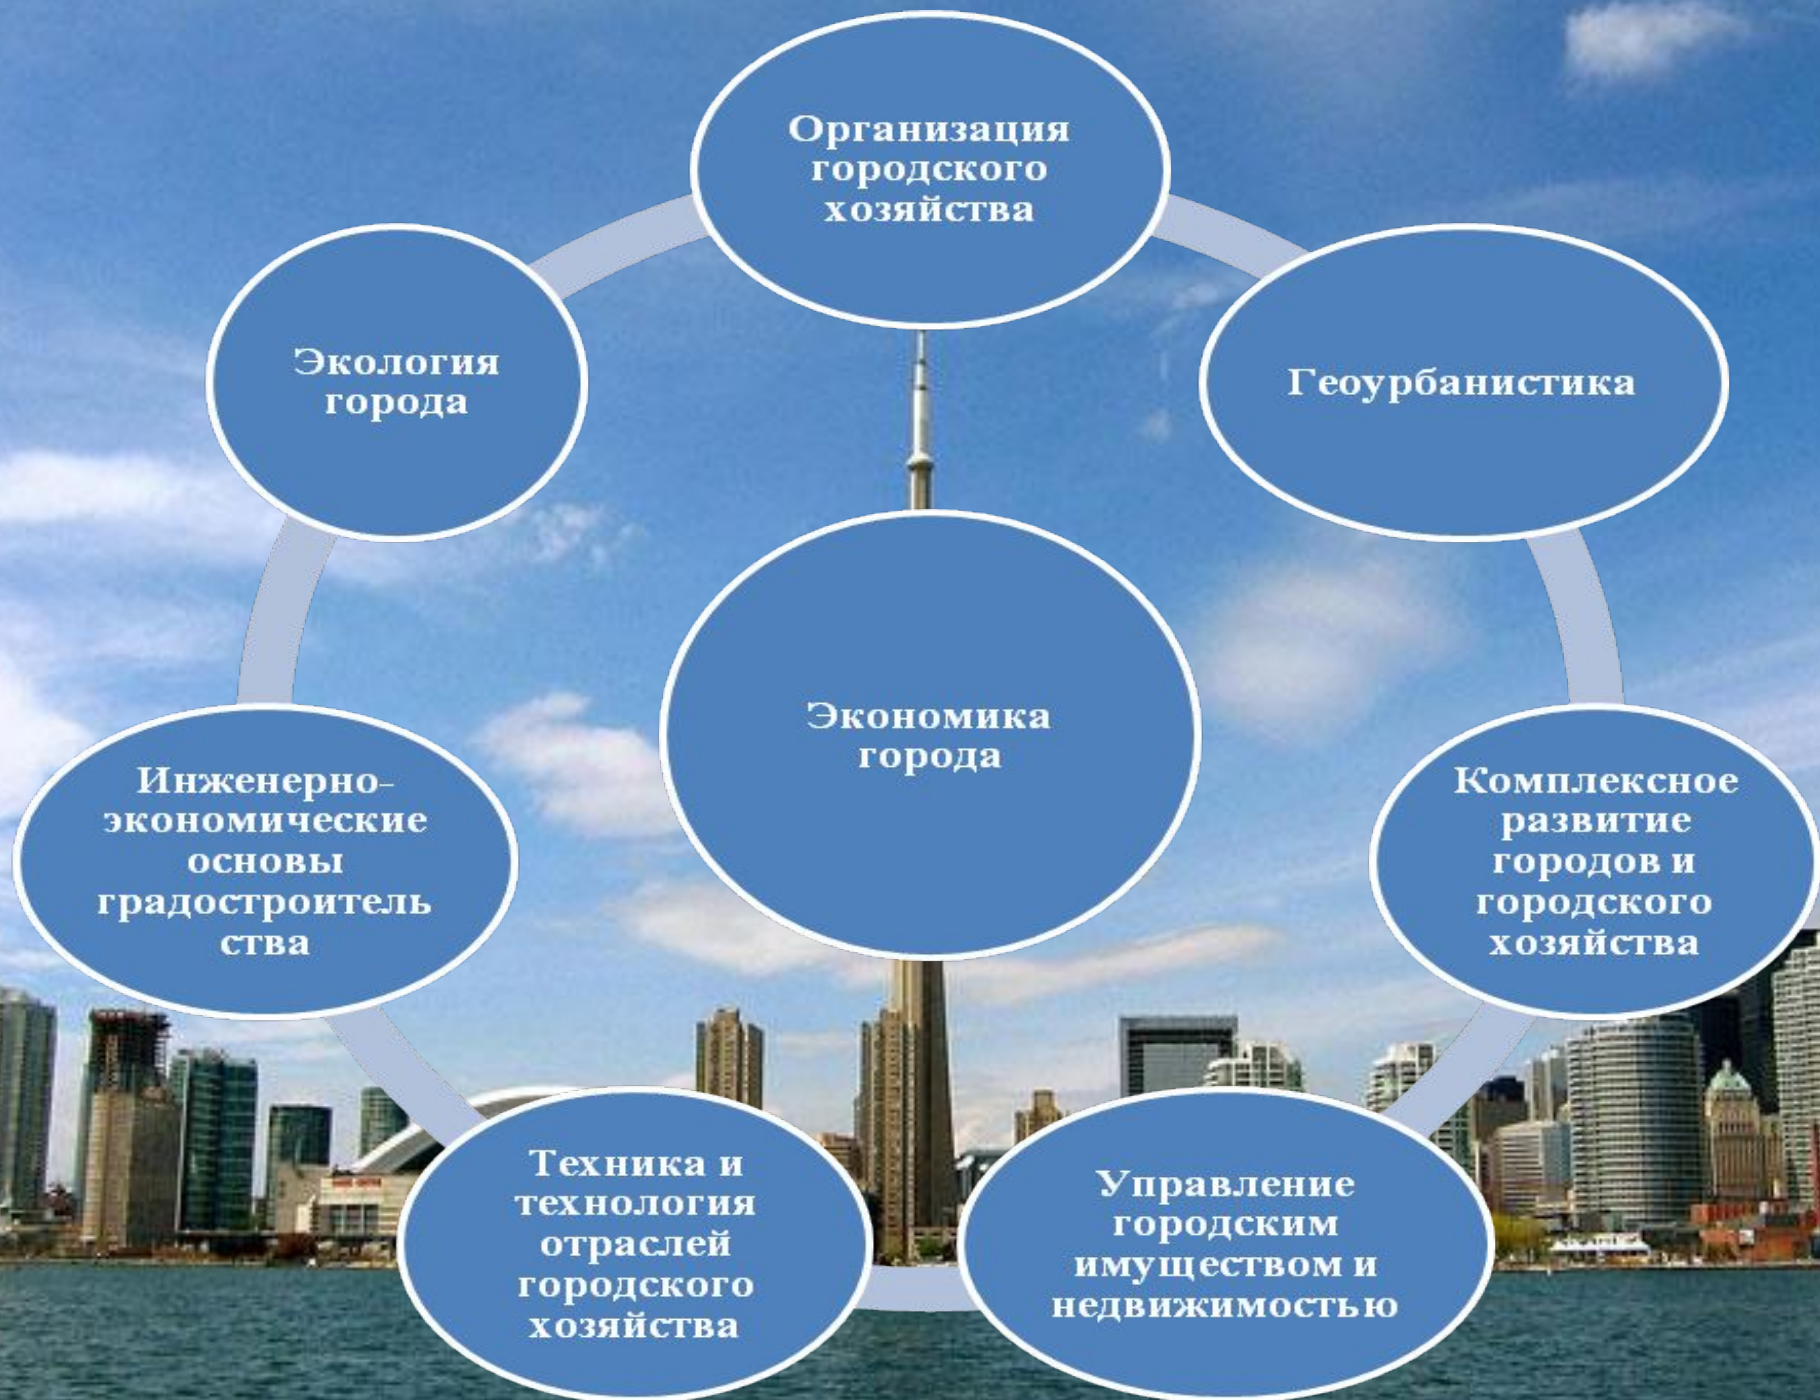 Организация
городского
хозяйства
Экология
города
Геоурбанистика
Экономика
города
Инженерно-
экономические
основы
градостроитель
ства
Комплексное
развитие
городов и
городского
хозяйства
Техника и
технология
отраслей
городского
хозяйства
Управление
городским
имуществом и
недвижимостью